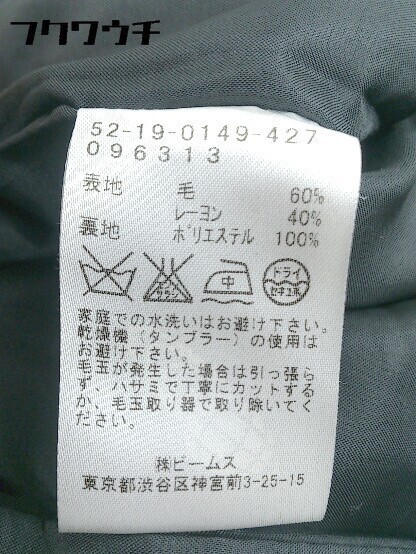 フクワウチ
52-19-0149-427
096313
表地 毛 60%
レーヨン 40%
裏地 ポリエステル 100%
中 ドライ
セキユ系
家庭での水洗いはお避け下さい。
乾燥機(タンブラー)の使用は
お避け下さい。
毛玉が発生した場合は引っ張ら
ず、ハサミで丁寧にカットする
か、毛玉取り器で取り除いてく
ださい。
㈱ビームス
東京都渋谷区神宮前3-25-15